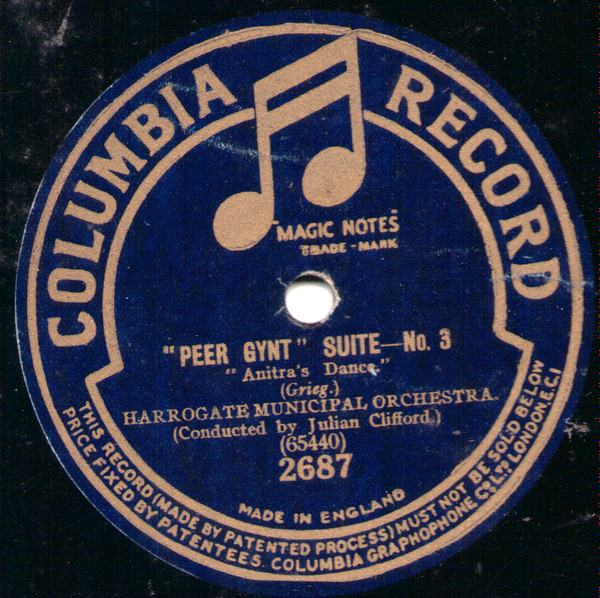 COLUMBIA RECORD
"MAGIC NOTES"
TRADE-MARK
"PEER GYNT" SUITE—No. 3
"Anitra's Dance."
(Grieg.)
HARROGATE MUNICIPAL ORCHESTRA.
(Conducted by Julian Clifford.)
(65440)
2687
MADE IN ENGLAND
THIS RECORD (MADE BY PATENTED PROCESS) MUST NOT BE SOLD BELOW
PRICE FIXED BY PATENTEES. COLUMBIA GRAPHOPHONE Co. LTD. LONDON. E.C.1